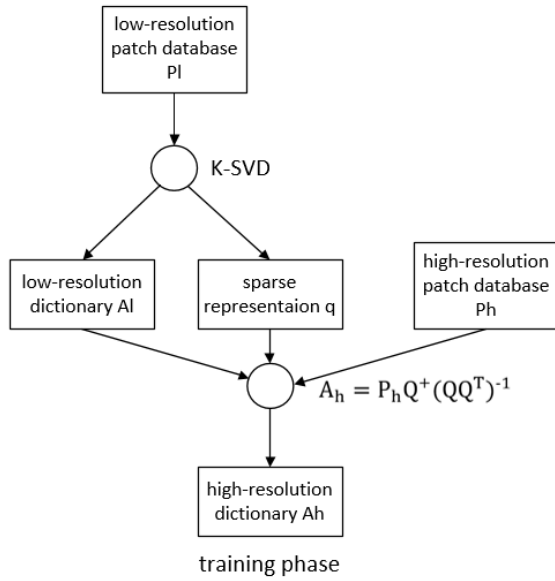 low-resolution
patch database
Pl
K-SVD
low-resolution
dictionary Al
sparse
representaion q
high-resolution
patch database
Ph
A_h = P_hQ^+(QQ^T)^-1
high-resolution
dictionary Ah
training phase